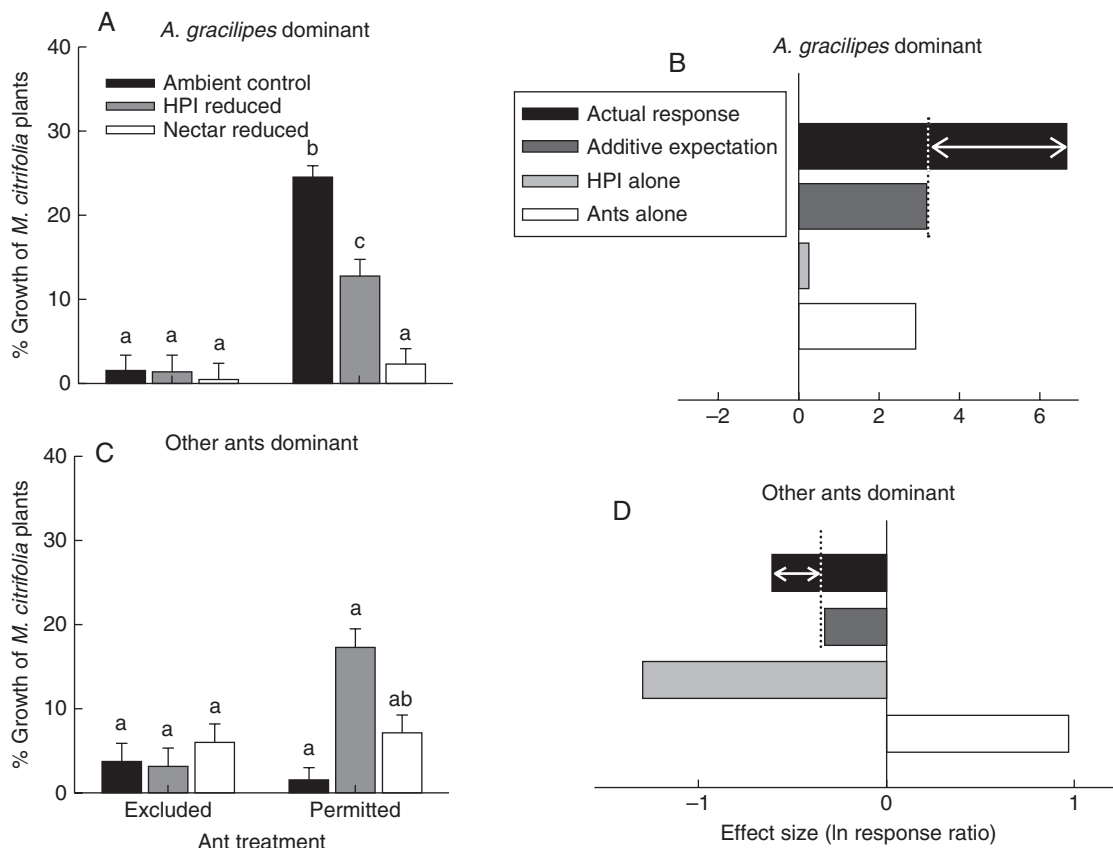 A
A. gracilipes dominant
40
30
20
10
0
% Growth of M. citrifolia plants
Ambient control
HPI reduced
Nectar reduced
a
a
a
b
c
a
B
A. gracilipes dominant
Actual response
Additive expectation
HPI alone
Ants alone
–2
0
2
4
6
C
Other ants dominant
40
30
20
10
0
% Growth of M. citrifolia plants
a
a
a
a
a
ab
Excluded
Permitted
Ant treatment
D
Other ants dominant
–1
0
1
Effect size (ln response ratio)